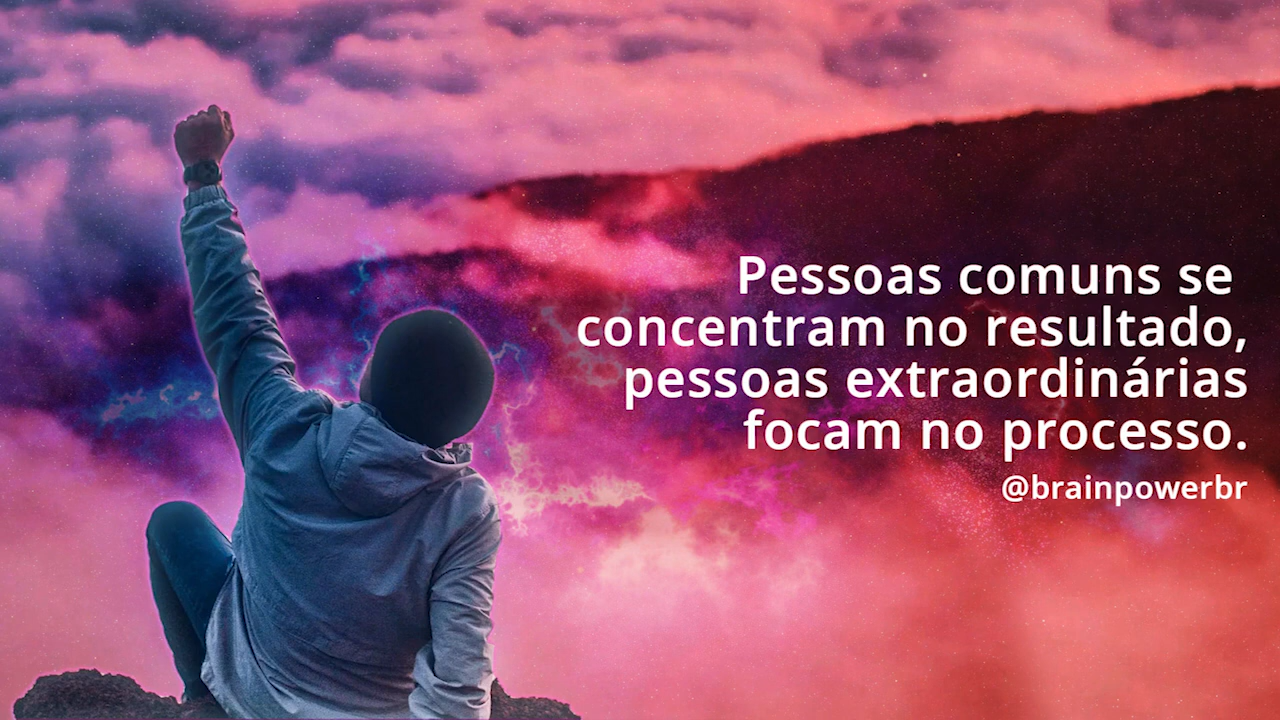 Pessoas comuns se
concentram no resultado,
pessoas extraordinárias
focam no processo.
@brainpowerbr